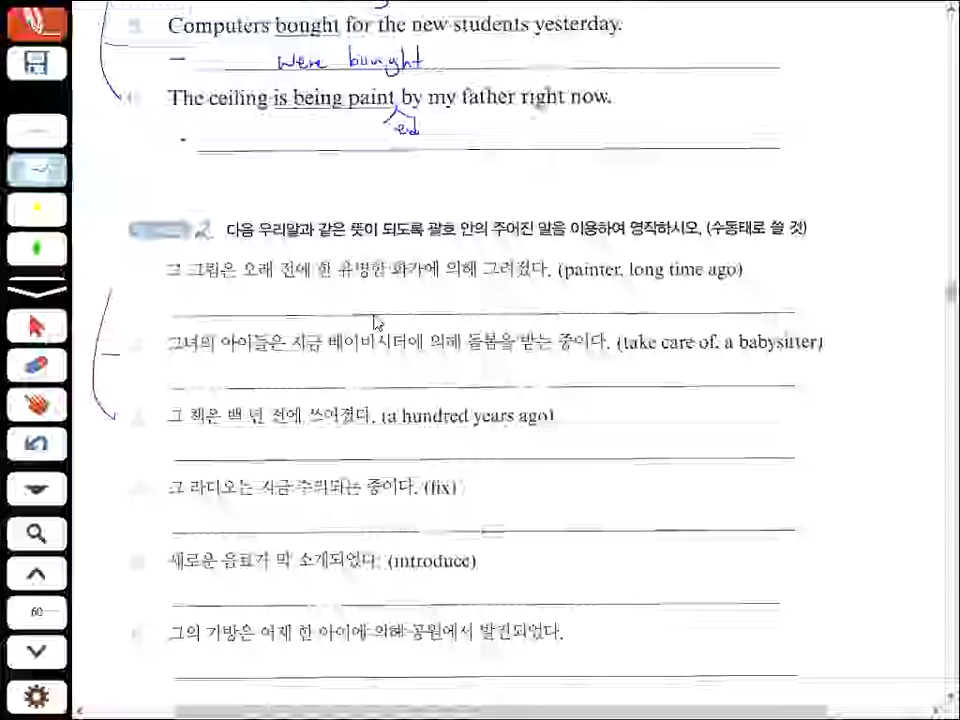 Computers bought for the new students yesterday.
were bought
The ceiling is being paint by my father right now.
ed
2 다음 우리말과 같은 뜻이 되도록 괄호 안의 주어진 말을 이용하여 영작하시오. (수동태로 쓸 것)
그 그림은 오래 전에 한 유명한 화가에 의해 그려졌다. (painter, long time ago)
그녀의 아이들은 지금 베이비시터에 의해 돌봄을 받는 중이다. (take care of, a babysitter)
그 책은 백 년 전에 쓰여졌다. (a hundred years ago)
그 라디오는 지금 수리되는 중이다. (fix)
새로운 음료가 막 소개되었다. (introduce)
그의 가방은 어제 한 아이에 의해 공원에서 발견되었다.
60